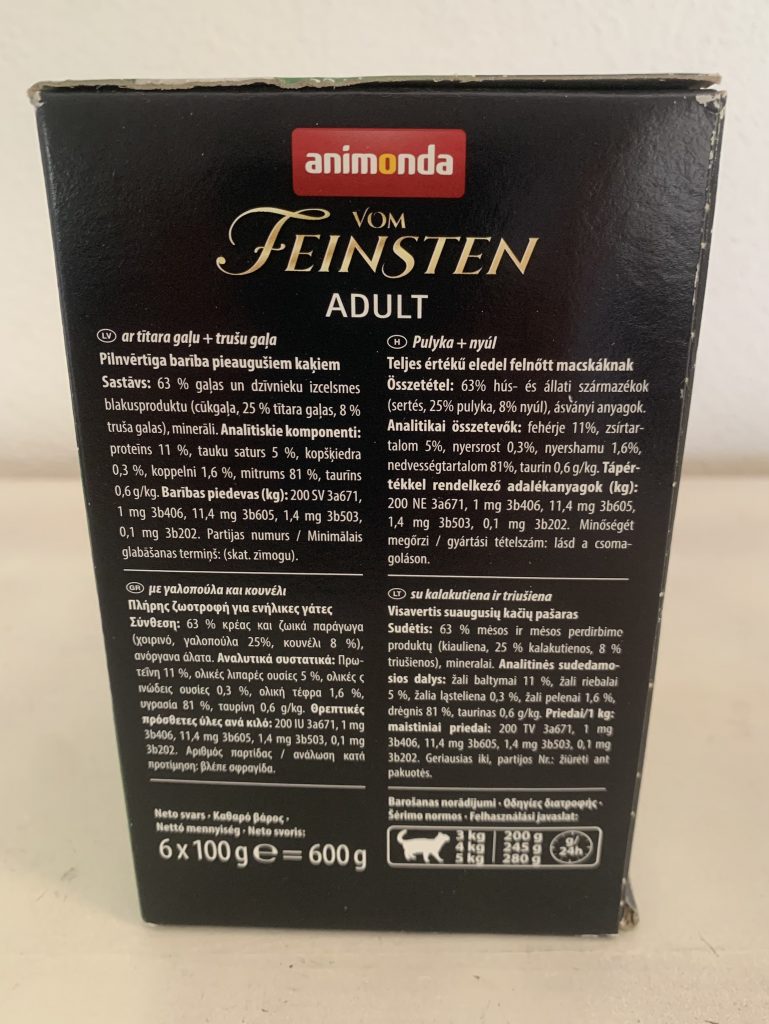 animonda
VOM
FEINSTEN
ADULT
LV ar tītara gaļu + trušu gaļa
Pilnvērtīga barība pieaugušiem kaķiem
Sastāvs: 63 % gaļas un dzīvnieku izcelsmes
blakusproduktu (cūkgaļa, 25 % tītara gaļas, 8 %
truša galas), minerāli. Analitiskie komponenti:
proteīns 11 %, tauku saturs 5 %, kopšķiedra
0,3 %, koppelni 1,6 %, mitrums 81 %, taurīns
0,6 g/kg. Barības piedevas (kg): 200 SV 3a671,
1 mg 3b406, 11,4 mg 3b605, 1,4 mg 3b503,
0,1 mg 3b202. Partijas numurs / Minimālais
glabāšanas termiņš: (skat. zīmogu).
H Pulyka + nyúl
Teljes értékű eledel felnőtt macskáknak
Összetétel: 63% hús- és állati származékok
(sertés, 25% pulyka, 8% nyúl), ásványi anyagok.
Analitikai összetevők: fehérje 11%, zsírtar-
talom 5%, nyersrost 0,3%, nyershamu 1,6%,
nedvességtartalom 81%, taurin 0,6 g/kg. Tápér-
tékkel rendelkező adalékanyagok (kg):
200 NE 3a671, 1 mg 3b406, 11,4 mg 3b605,
1,4 mg 3b503, 0,1 mg 3b202. Minőségét
megőrzi / gyártási tételszám: lásd a csoma-
goláson.
GR με γαλοπούλα και κουνέλι
Πλήρης ζωοτροφή για ενήλικες γάτες
Σύνθεση: 63 % κρέας και ζωικά παράγωγα
(χοιρινό, γαλοπούλα 25%, κουνέλι 8 %),
ανόργανα άλατα. Αναλυτικά συστατικά: Πρω-
τεΐνη 11 %, ολικές λιπαρές ουσίες 5 %, ολικές ς
ινώδεις ουσίες 0,3 %, ολική τέφρα 1,6 %,
υγρασία 81 %, ταυρίνη 0,6 g/kg. Θρεπτικές
πρόσθετες ύλες ανά κιλό: 200 IU 3a671, 1 mg
3b406, 11,4 mg 3b605, 1,4 mg 3b503, 0,1 mg
3b202. Αριθμός παρτίδας / ανάλωση κατά
προτίμηση: βλέπε σφραγίδα.
LT su kalakutiena ir triušiena
Visavertis suaugusių kačių pašaras
Sudėtis: 63 % mėsos ir mėsos perdirbimo
produktų (kiauliena, 25 % kalakutienos, 8 %
triušienos), mineralai. Analitinės sudedamo-
sios dalys: žali baltymai 11 %, žali riebalai
5 %, žalia ląsteliena 0,3 %, žali pelenai 1,6 %,
drėgnis 81 %, taurinas 0,6 g/kg. Priedai/1 kg:
maistiniai priedai: 200 TV 3a671, 1 mg
3b406, 11,4 mg 3b605, 1,4 mg 3b503, 0,1 mg
3b202. Geriausias iki, partijos Nr.: žiūrėti ant
pakuotės.
Neto svars · Καθαρό βάρος ·
Nettó mennyiség · Neto svoris:
6 x 100 g e = 600 g
Barošanas norādījumi · Οδηγίες διατροφής ·
Šėrimo normos · Felhasználási javaslat:
3 kg 200 g
4 kg 245 g
5 kg 280 g
g/
24h